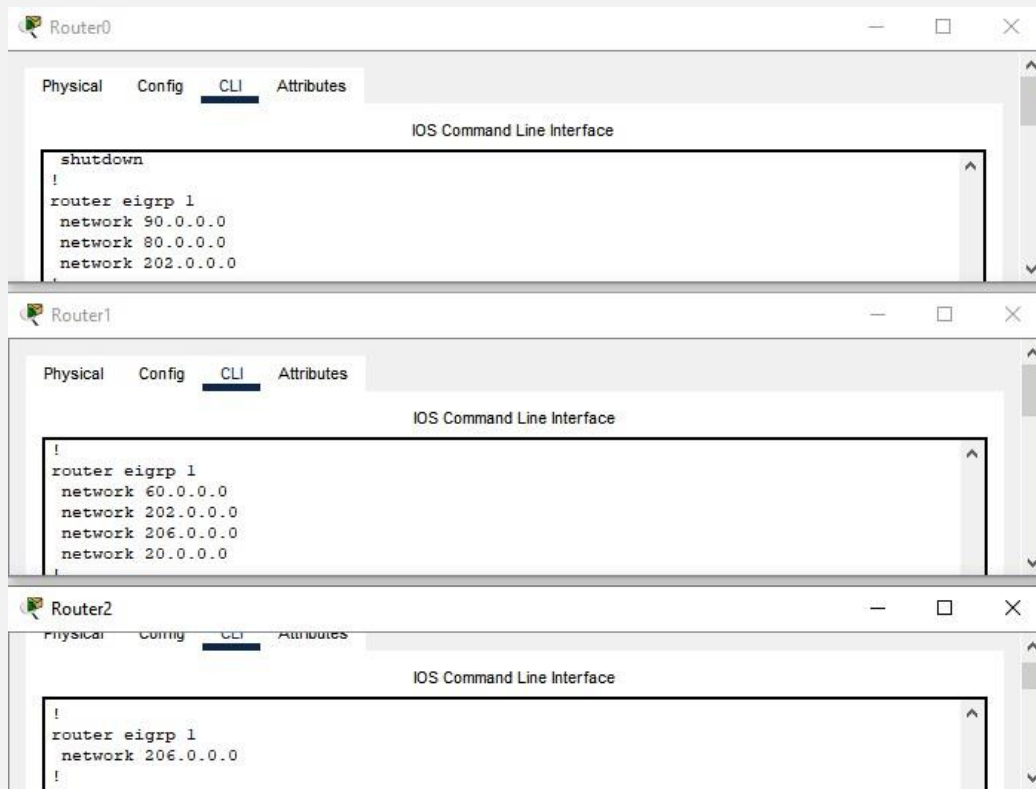 Router0
Physical Config CLI Attributes
IOS Command Line Interface
shutdown
!
router eigrp 1
network 90.0.0.0
network 80.0.0.0
network 202.0.0.0
!
Router1
Physical Config CLI Attributes
IOS Command Line Interface
!
router eigrp 1
network 60.0.0.0
network 202.0.0.0
network 206.0.0.0
network 20.0.0.0
!
Router2
Physical Config CLI Attributes
IOS Command Line Interface
!
router eigrp 1
network 206.0.0.0
!